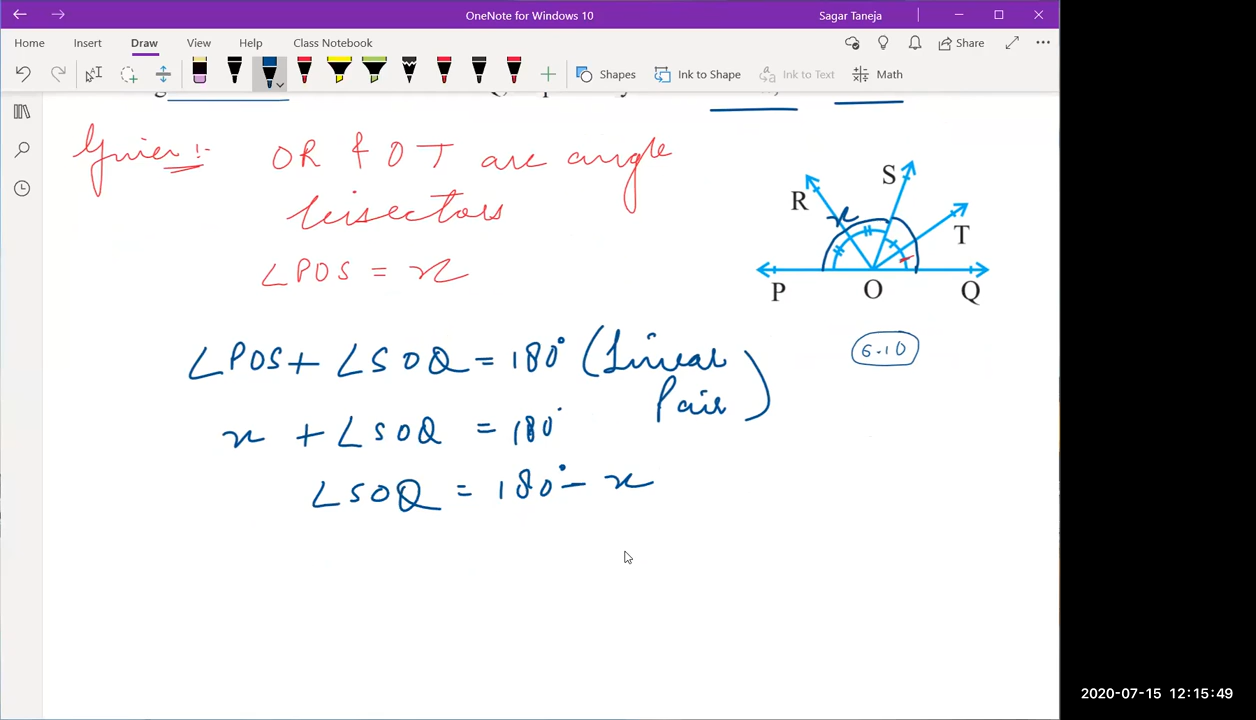 OneNote for Windows 10
Sagar Taneja
Home Insert Draw View Help Class Notebook
Share
Shapes Ink to Shape Ink to Text Math
Given :-
OR & OT are angle
bisectors
∠POS = x
R
S
T
x
P
O
Q
6.10
∠POS + ∠SOQ = 180° (Linear
Pair)
x + ∠SOQ = 180°
∠SOQ = 180° - x
2020-07-15 12:15:49